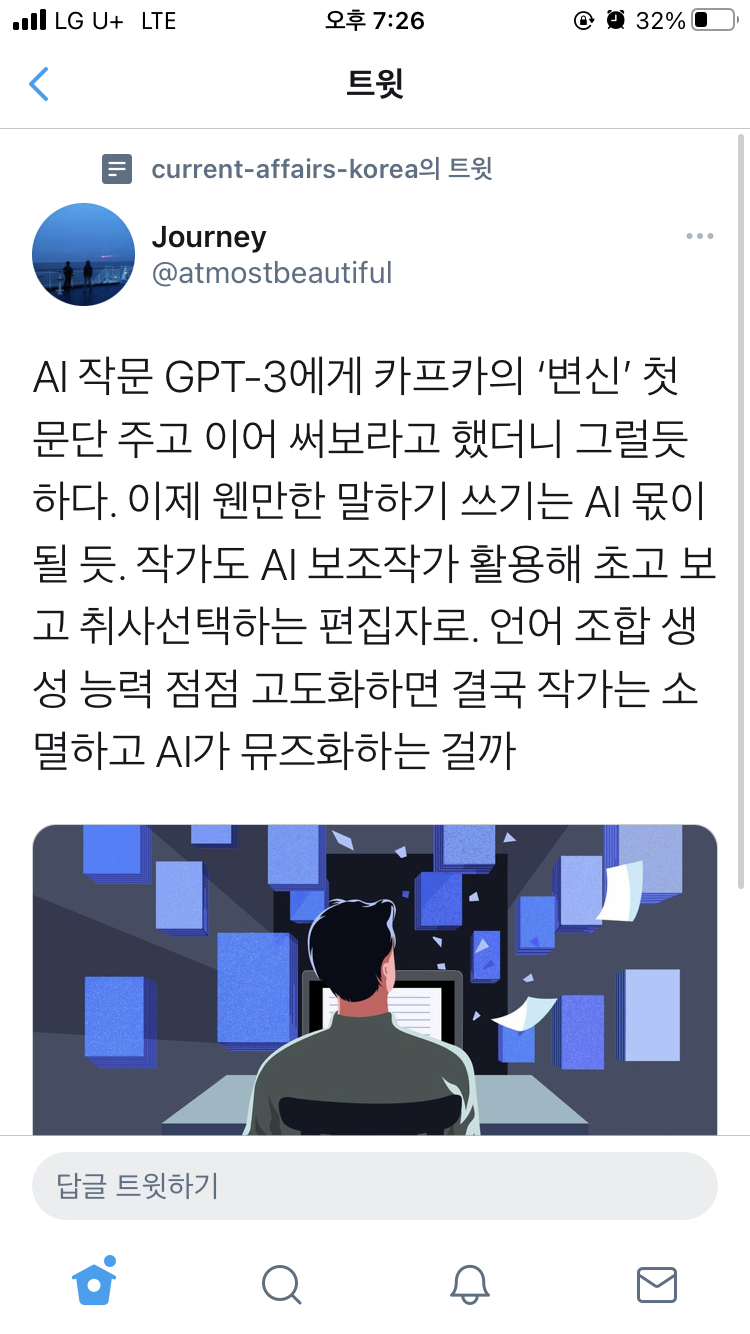 LG U+ LTE 오후 7:26 32%
트윗
current-affairs-korea의 트윗
Journey
@atmostbeautiful
AI 작문 GPT-3에게 카프카의 ‘변신’ 첫
문단 주고 이어 써보라고 했더니 그럴듯
하다. 이제 웬만한 말하기 쓰기는 AI 몫이
될 듯. 작가도 AI 보조작가 활용해 초고 보
고 취사선택하는 편집자로. 언어 조합 생
성 능력 점점 고도화하면 결국 작가는 소
멸하고 AI가 뮤즈화하는 걸까
답글 트윗하기